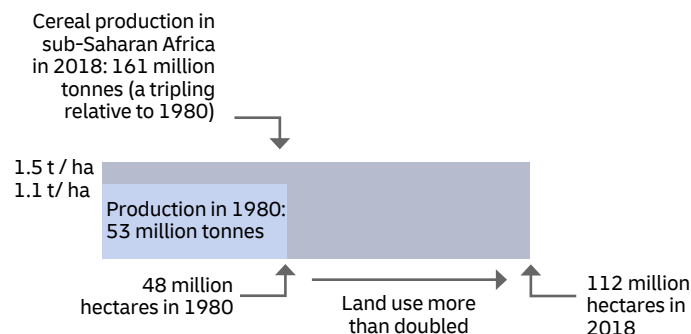 Cereal production in
sub-Saharan Africa
in 2018: 161 million
tonnes (a tripling
relative to 1980)
1.5 t / ha
1.1 t/ ha
Production in 1980:
53 million tonnes
48 million
hectares in 1980
Land use more
than doubled
112 million
hectares in
2018